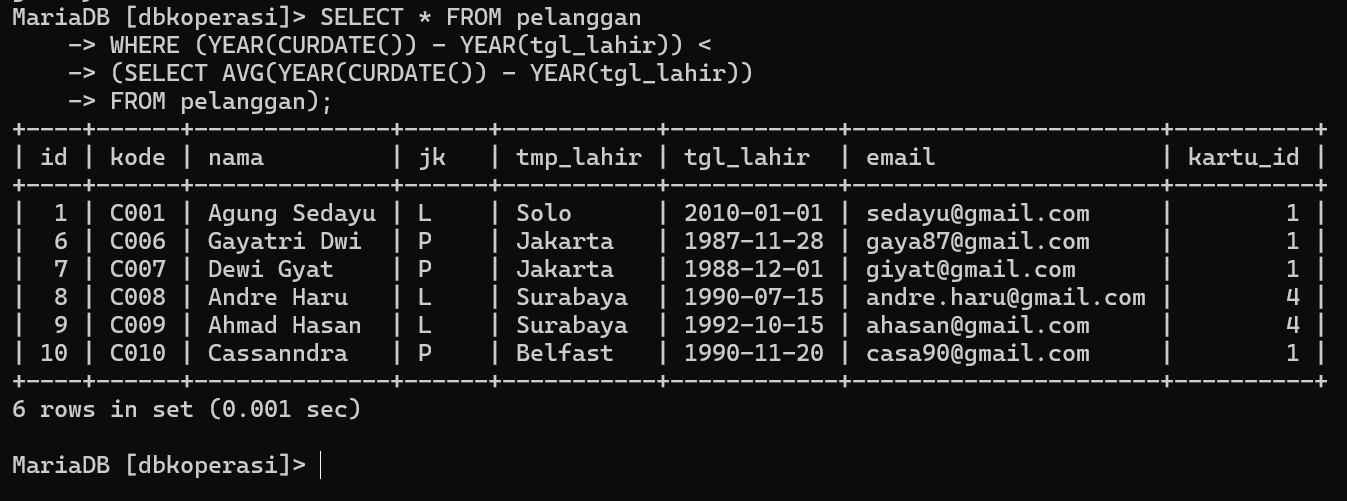 MariaDB [dbkoperasi]> SELECT * FROM pelanggan
    -> WHERE (YEAR(CURDATE()) - YEAR(tgl_lahir)) <
    -> (SELECT AVG(YEAR(CURDATE()) - YEAR(tgl_lahir))
    -> FROM pelanggan);
+----+------+--------------+------+-----------+------------+----------------------+----------+
| id | kode | nama         | jk   | tmp_lahir | tgl_lahir  | email                | kartu_id |
+----+------+--------------+------+-----------+------------+----------------------+----------+
|  1 | C001 | Agung Sedayu | L    | Solo      | 2010-01-01 | sedayu@gmail.com     |        1 |
|  6 | C006 | Gayatri Dwi  | P    | Jakarta   | 1987-11-28 | gaya87@gmail.com     |        1 |
|  7 | C007 | Dewi Gyat    | P    | Jakarta   | 1988-12-01 | giyat@gmail.com      |        1 |
|  8 | C008 | Andre Haru   | L    | Surabaya  | 1990-07-15 | andre.haru@gmail.com |        4 |
|  9 | C009 | Ahmad Hasan  | L    | Surabaya  | 1992-10-15 | ahasan@gmail.com     |        4 |
| 10 | C010 | Cassanndra   | P    | Belfast   | 1990-11-20 | casa90@gmail.com     |        1 |
+----+------+--------------+------+-----------+------------+----------------------+----------+
6 rows in set (0.001 sec)
MariaDB [dbkoperasi]>